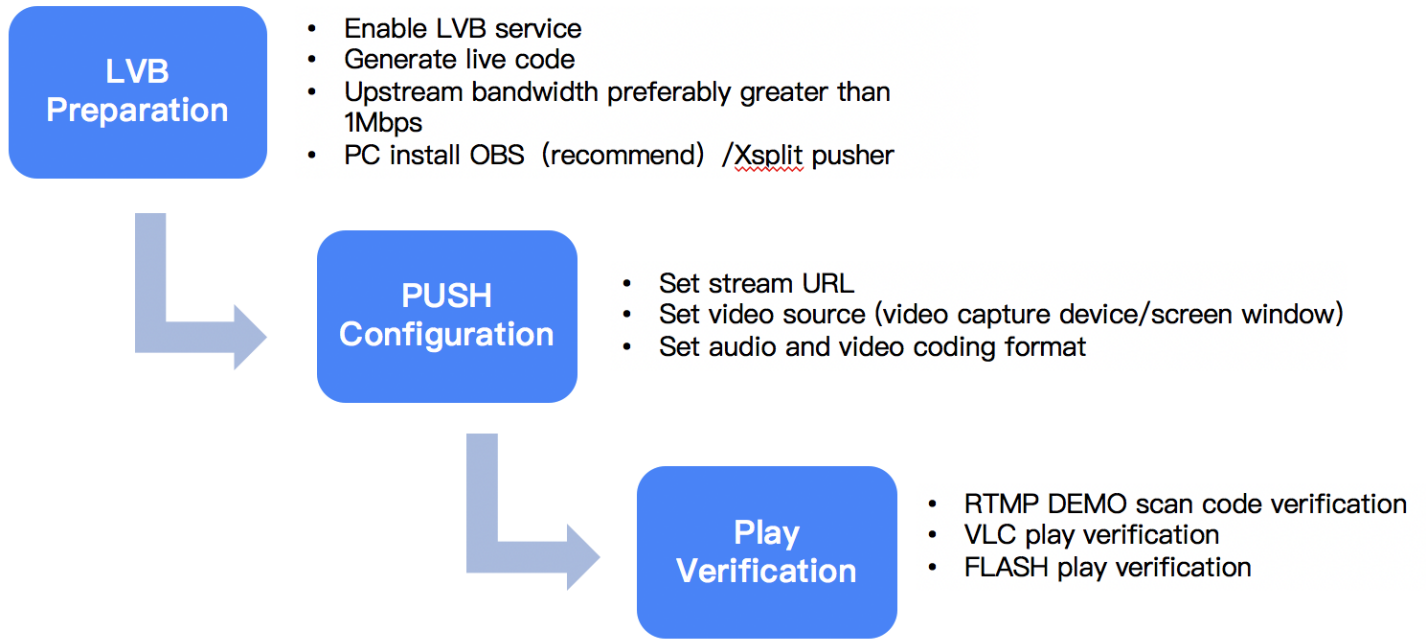 LVB
Preparation
• Enable LVB service
• Generate live code
• Upstream bandwidth preferably greater than
1Mbps
• PC install OBS（recommend）/Xsplit pusher
PUSH
Configuration
• Set stream URL
• Set video source (video capture device/screen window)
• Set audio and video coding format
Play
Verification
• RTMP DEMO scan code verification
• VLC play verification
• FLASH play verification